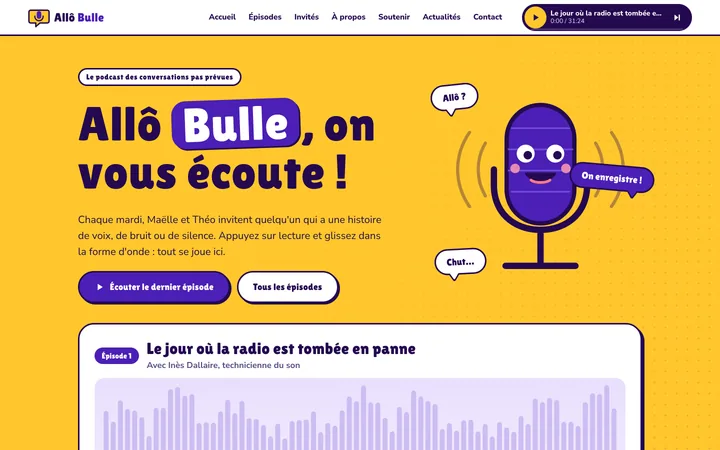 Allô Bulle
Accueil Épisodes Invités À propos Soutenir Actualités Contact
Le jour où la radio est tombée e...
0:00 / 31:24
Le podcast des conversations pas prévues
Allô Bulle, on
vous écoute !
Chaque mardi, Maëlle et Théo invitent quelqu'un qui a une histoire
de voix, de bruit ou de silence. Appuyez sur lecture et glissez dans
la forme d'onde : tout se joue ici.
Écouter le dernier épisode
Tous les épisodes
Allô ?
On enregistre !
Chut...
Épisode 1
Le jour où la radio est tombée en panne
Avec Inès Dallaire, technicienne du son